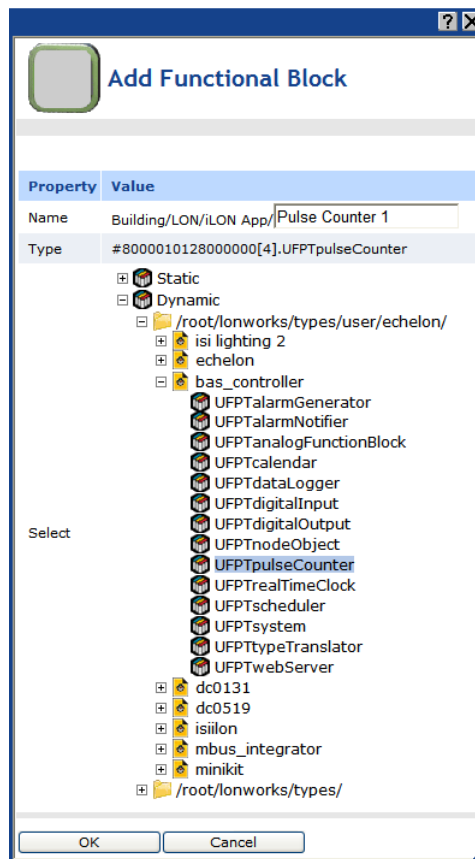 ?
Add Functional Block
Property Value
Name Building/LON/iLON App/ Pulse Counter 1
Type #8000010128000000[4].UFPTpulseCounter
Static
Dynamic
/root/lonworks/types/user/echelon/
isi lighting 2
echelon
bas_controller
UFPTalarmGenerator
UFPTalarmNotifier
UFPTanalogFunctionBlock
UFPTcalendar
UFPTdataLogger
UFPTdigitalInput
UFPTdigitalOutput
Select
UFPTnodeObject
UFPTpulseCounter
UFPTrealTimeClock
UFPTscheduler
UFPTsystem
UFPTtypeTranslator
UFPTwebServer
dc0131
dc0519
isiilon
mbus_integrator
minikit
/root/lonworks/types/
OK Cancel